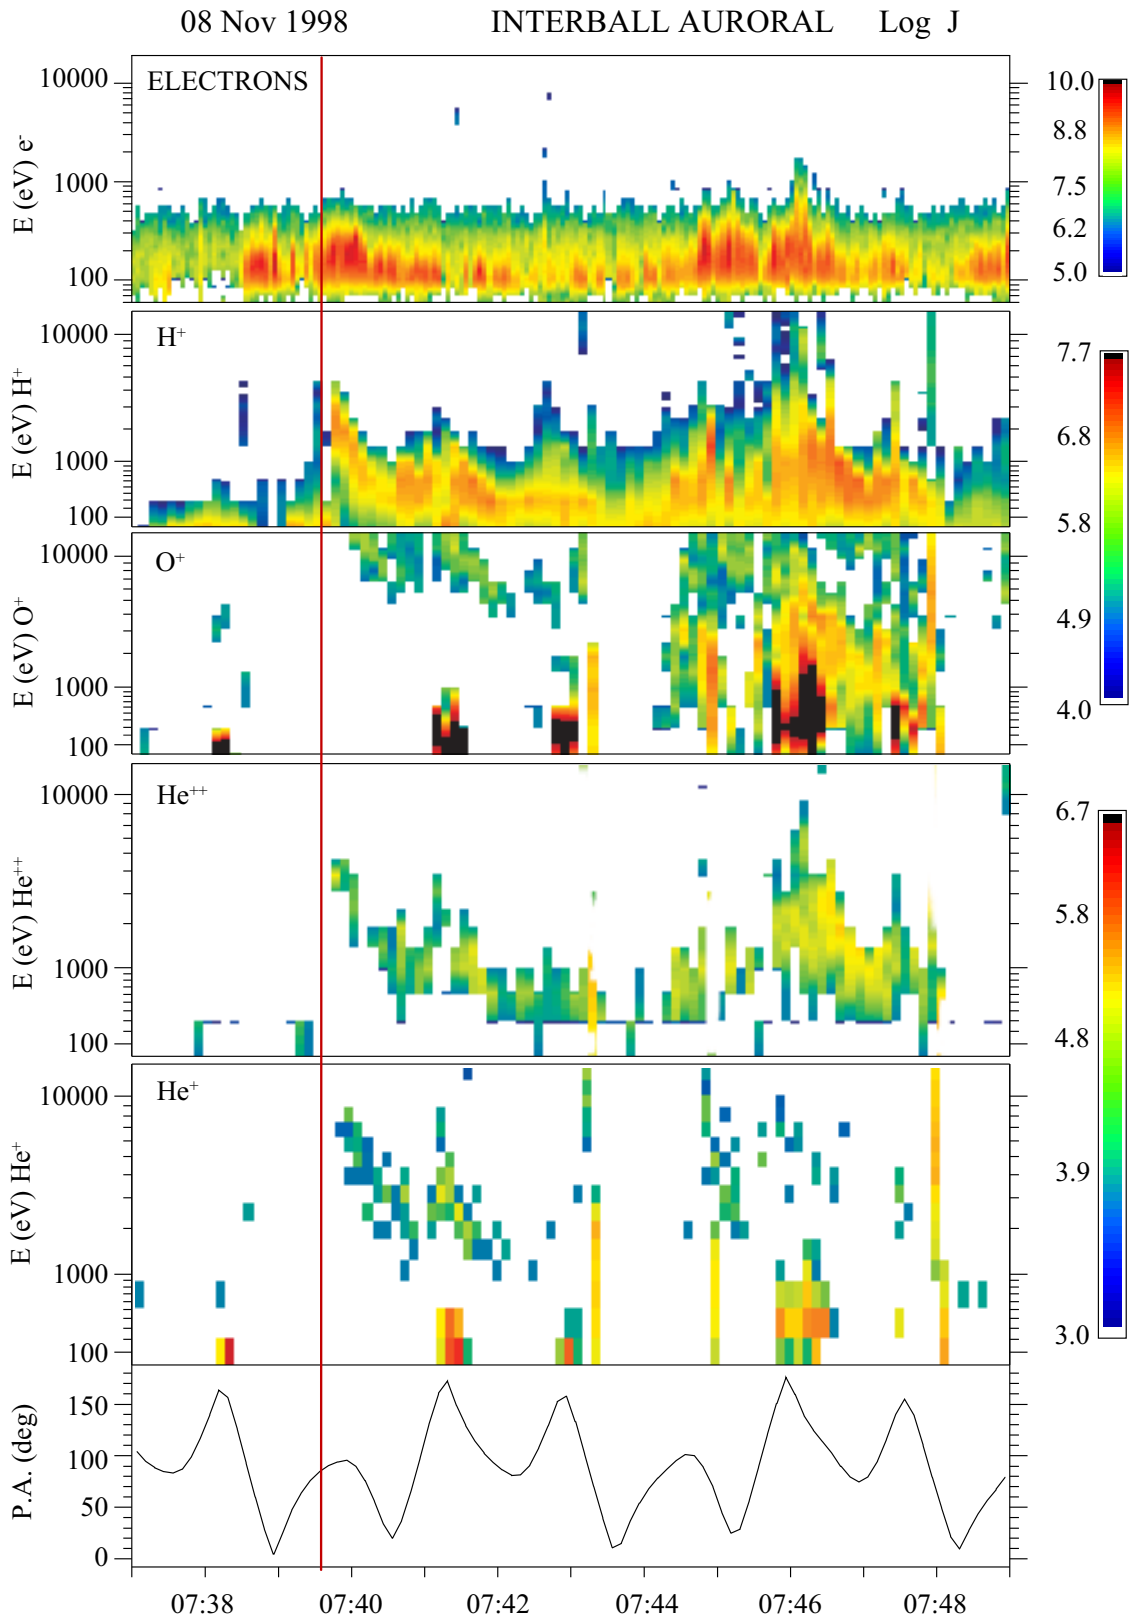 08 Nov 1998 INTERBALL AURORAL Log J
ELECTRONS
E (eV) e-
10000
1000
100
10.0
8.8
7.5
6.2
5.0
H+
E (eV) H+
10000
1000
100
7.7
6.8
5.8
4.9
4.0
O+
E (eV) O+
10000
1000
100
He++
E (eV) He++
10000
1000
100
6.7
5.8
4.8
3.9
3.0
He+
E (eV) He+
10000
1000
100
P.A. (deg)
150
100
50
0
07:38 07:40 07:42 07:44 07:46 07:48